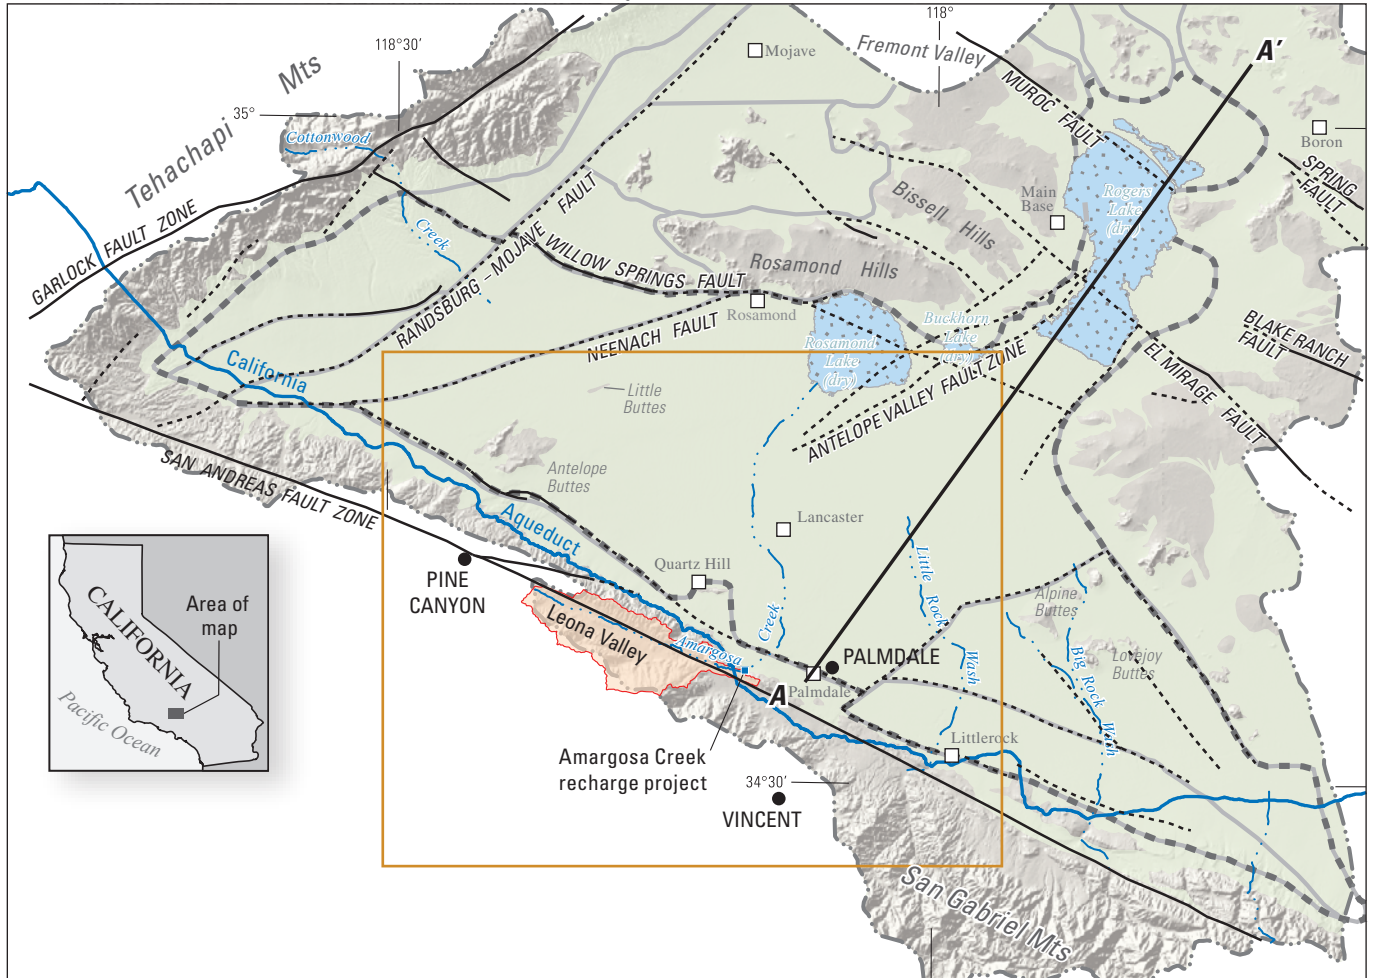 118°
118°30'
Mojave
Fremont Valley
A'
Tehachapi Mts
35°
Cottonwood
Creek
MUROC FAULT
Boron
SPRING FAULT
Main
Base
Rogers
Lake
(dry)
Bissell Hills
GARLOCK FAULT ZONE
RANDSBURG – MOJAVE FAULT
WILLOW SPRINGS FAULT
Rosamond Hills
Rosamond
NEENACH FAULT
Rosamond
Lake
(dry)
Buckhorn
Lake
(dry)
BLAKE RANCH
FAULT
ELMIRAGE FAULT
ANTELOPE VALLEY FAULT ZONE
California
Little
Buttes
SAN ANDREAS FAULT ZONE
Antelope
Buttes
Aqueduct
Lancaster
Quartz Hill
PINE
CANYON
Leona Valley
Amargosa
Creek
Little Rock
Wash
Alpine
Buttes
Big Rock
Wash
Lovejoy
Buttes
PALMDALE
A
Palmdale
Littlerock
Amargosa Creek
recharge project
34°30'
VINCENT
San Gabriel Mts
CALIFORNIA
Area of
map
Pacific Ocean